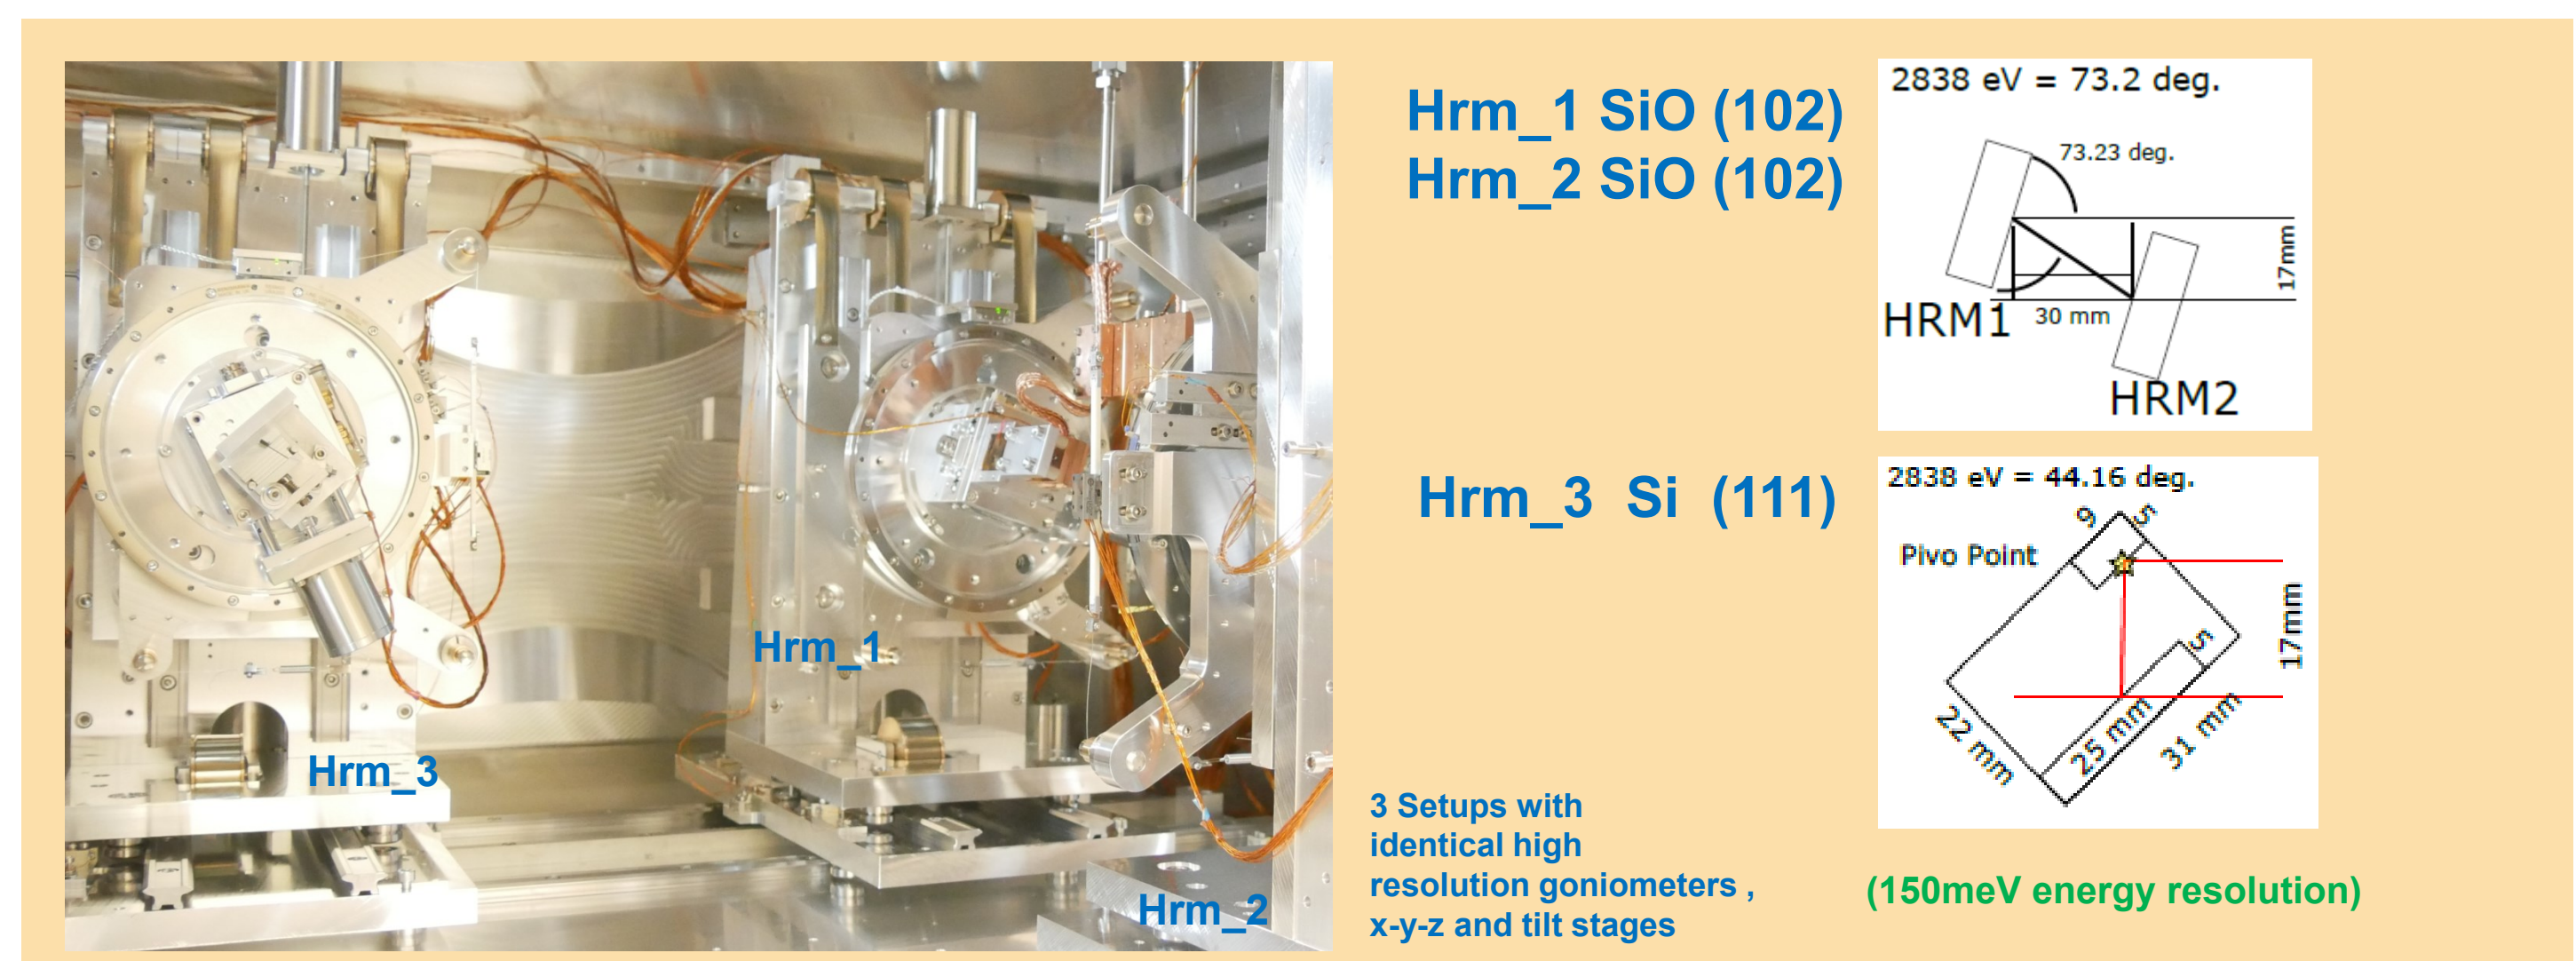 Hrm_1 SiO (102)
Hrm_2 SiO (102)
2838 eV = 73.2 deg.
73.23 deg.
17mm
HRM1
30 mm
HRM2
Hrm_3 Si (111)
2838 eV = 44.16 deg.
9
5
Pivo Point
17mm
5
22 mm
25 mm
31 mm
Hrm_1
Hrm_3
Hrm_2
3 Setups with
identical high
resolution goniometers ,
x-y-z and tilt stages
(150meV energy resolution)